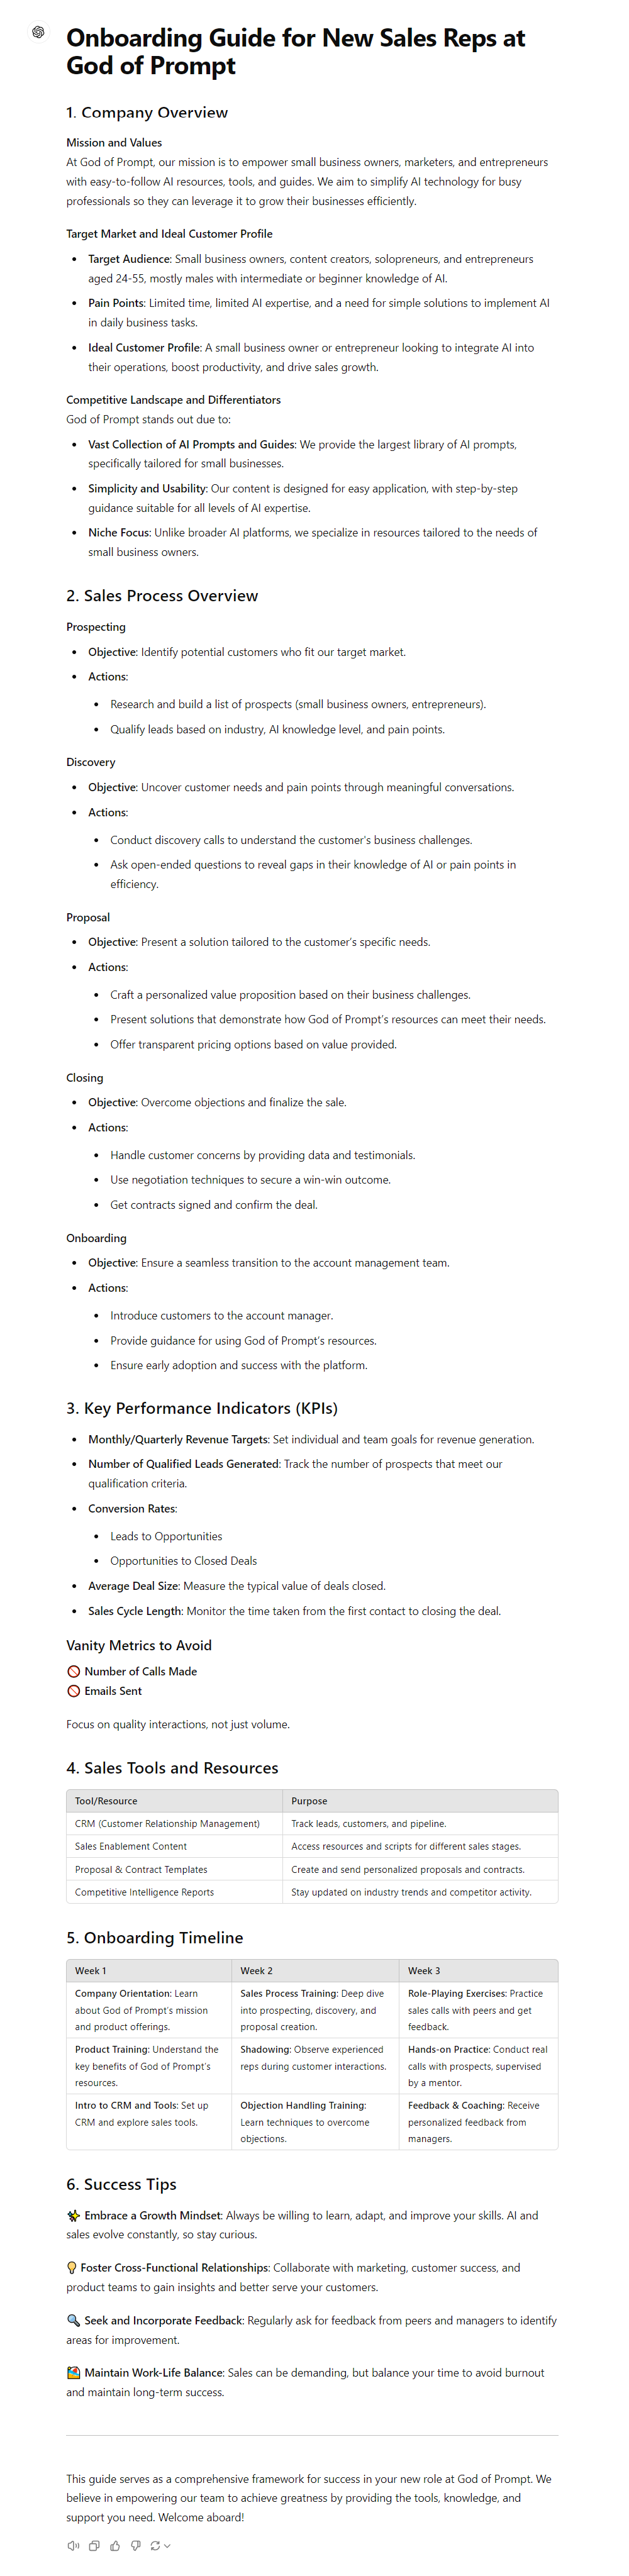 Onboarding Guide for New Sales Reps at
God of Prompt
1. Company Overview
Mission and Values
At God of Prompt, our mission is to empower small business owners, marketers, and entrepreneurs
with easy-to-follow AI resources, tools, and guides. We aim to simplify AI technology for busy
professionals so they can leverage it to grow their businesses efficiently.
Target Market and Ideal Customer Profile
• Target Audience: Small business owners, content creators, solopreneurs, and entrepreneurs
aged 24-55, mostly males with intermediate or beginner knowledge of AI.
• Pain Points: Limited time, limited AI expertise, and a need for simple solutions to implement AI
in daily business tasks.
• Ideal Customer Profile: A small business owner or entrepreneur looking to integrate AI into
their operations, boost productivity, and drive sales growth.
Competitive Landscape and Differentiators
God of Prompt stands out due to:
• Vast Collection of AI Prompts and Guides: We provide the largest library of AI prompts,
specifically tailored for small businesses.
• Simplicity and Usability: Our content is designed for easy application, with step-by-step
guidance suitable for all levels of AI expertise.
• Niche Focus: Unlike broader AI platforms, we specialize in resources tailored to the needs of
small business owners.
2. Sales Process Overview
Prospecting
• Objective: Identify potential customers who fit our target market.
• Actions:
• Research and build a list of prospects (small business owners, entrepreneurs).
• Qualify leads based on industry, AI knowledge level, and pain points.
Discovery
• Objective: Uncover customer needs and pain points through meaningful conversations.
• Actions:
• Conduct discovery calls to understand the customer's business challenges.
• Ask open-ended questions to reveal gaps in their knowledge of AI or pain points in
efficiency.
Proposal
• Objective: Present a solution tailored to the customer's specific needs.
• Actions:
• Craft a personalized value proposition based on their business challenges.
• Present solutions that demonstrate how God of Prompt's resources can meet their needs.
• Offer transparent pricing options based on value provided.
Closing
• Objective: Overcome objections and finalize the sale.
• Actions:
• Handle customer concerns by providing data and testimonials.
• Use negotiation techniques to secure a win-win outcome.
• Get contracts signed and confirm the deal.
Onboarding
• Objective: Ensure a seamless transition to the account management team.
• Actions:
• Introduce customers to the account manager.
• Provide guidance for using God of Prompt's resources.
• Ensure early adoption and success with the platform.
3. Key Performance Indicators (KPIs)
• Monthly/Quarterly Revenue Targets: Set individual and team goals for revenue generation.
• Number of Qualified Leads Generated: Track the number of prospects that meet our
qualification criteria.
• Conversion Rates:
• Leads to Opportunities
• Opportunities to Closed Deals
• Average Deal Size: Measure the typical value of deals closed.
• Sales Cycle Length: Monitor the time taken from the first contact to closing the deal.
Vanity Metrics to Avoid
🚫 Number of Calls Made
🚫 Emails Sent
Focus on quality interactions, not just volume.
4. Sales Tools and Resources
Tool/Resource Purpose
CRM (Customer Relationship Management) Track leads, customers, and pipeline.
Sales Enablement Content Access resources and scripts for different sales stages.
Proposal & Contract Templates Create and send personalized proposals and contracts.
Competitive Intelligence Reports Stay updated on industry trends and competitor activity.
5. Onboarding Timeline
Week 1 Week 2 Week 3
Company Orientation: Learn
about God of Prompt's mission
and product offerings.
Sales Process Training: Deep dive
into prospecting, discovery, and
proposal creation.
Role-Playing Exercises: Practice
sales calls with peers and get
feedback.
Product Training: Understand the
key benefits of God of Prompt's
resources.
Shadowing: Observe experienced
reps during customer interactions.
Hands-on Practice: Conduct real
calls with prospects, supervised
by a mentor.
Intro to CRM and Tools: Set up
CRM and explore sales tools.
Objection Handling Training:
Learn techniques to overcome
objections.
Feedback & Coaching: Receive
personalized feedback from
managers.
6. Success Tips
✨ Embrace a Growth Mindset: Always be willing to learn, adapt, and improve your skills. AI and
sales evolve constantly, so stay curious.
💡 Foster Cross-Functional Relationships: Collaborate with marketing, customer success, and
product teams to gain insights and better serve your customers.
🔍 Seek and Incorporate Feedback: Regularly ask for feedback from peers and managers to identify
areas for improvement.
🏖️ Maintain Work-Life Balance: Sales can be demanding, but balance your time to avoid burnout
and maintain long-term success.
This guide serves as a comprehensive framework for success in your new role at God of Prompt. We
believe in empowering our team to achieve greatness by providing the tools, knowledge, and
support you need. Welcome aboard!